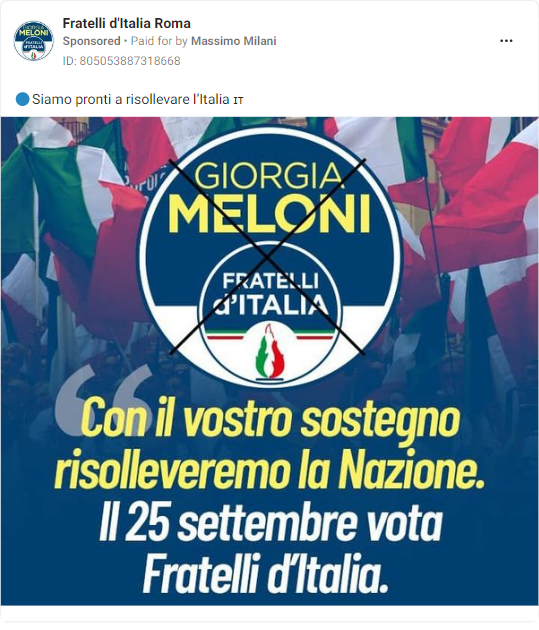 Fratelli d'Italia Roma
Sponsored • Paid for by Massimo Milani
ID: 805053887318668
Siamo pronti a risollevare l'Italia IT
GIORGIA
MELONI
FRATELLI
d'ITALIA
Con il vostro sostegno
risolleveremo la Nazione.
Il 25 settembre vota
Fratelli d'Italia.